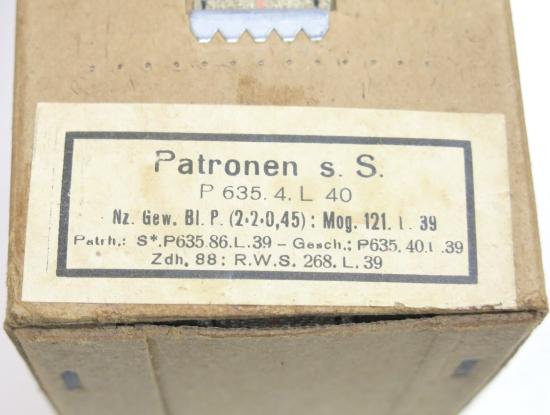 Patronen s. S.
P 635. 4. L 40
Nz. Gew. Bl. P. (2·2·0,45) : Mog. 121. L. 39
Patrh.: S*. P635. 86. L. 39 – Gesch.: P635. 40. L. 39
Zdh. 88: R.W.S. 268. L. 39